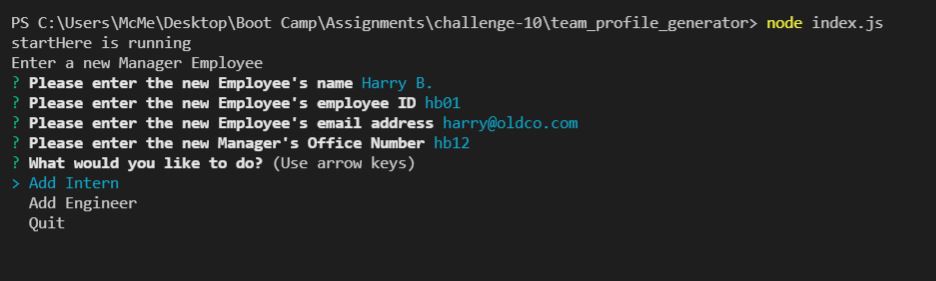 PS C:\Users\McMe\Desktop\Boot Camp\Assignments\challenge-10\team_profile_generator> node index.js
startHere is running
Enter a new Manager Employee
? Please enter the new Employee's name Harry B.
? Please enter the new Employee's employee ID hb01
? Please enter the new Employee's email address harry@oldco.com
? Please enter the new Manager's Office Number hb12
? What would you like to do? (Use arrow keys)
> Add Intern
  Add Engineer
  Quit